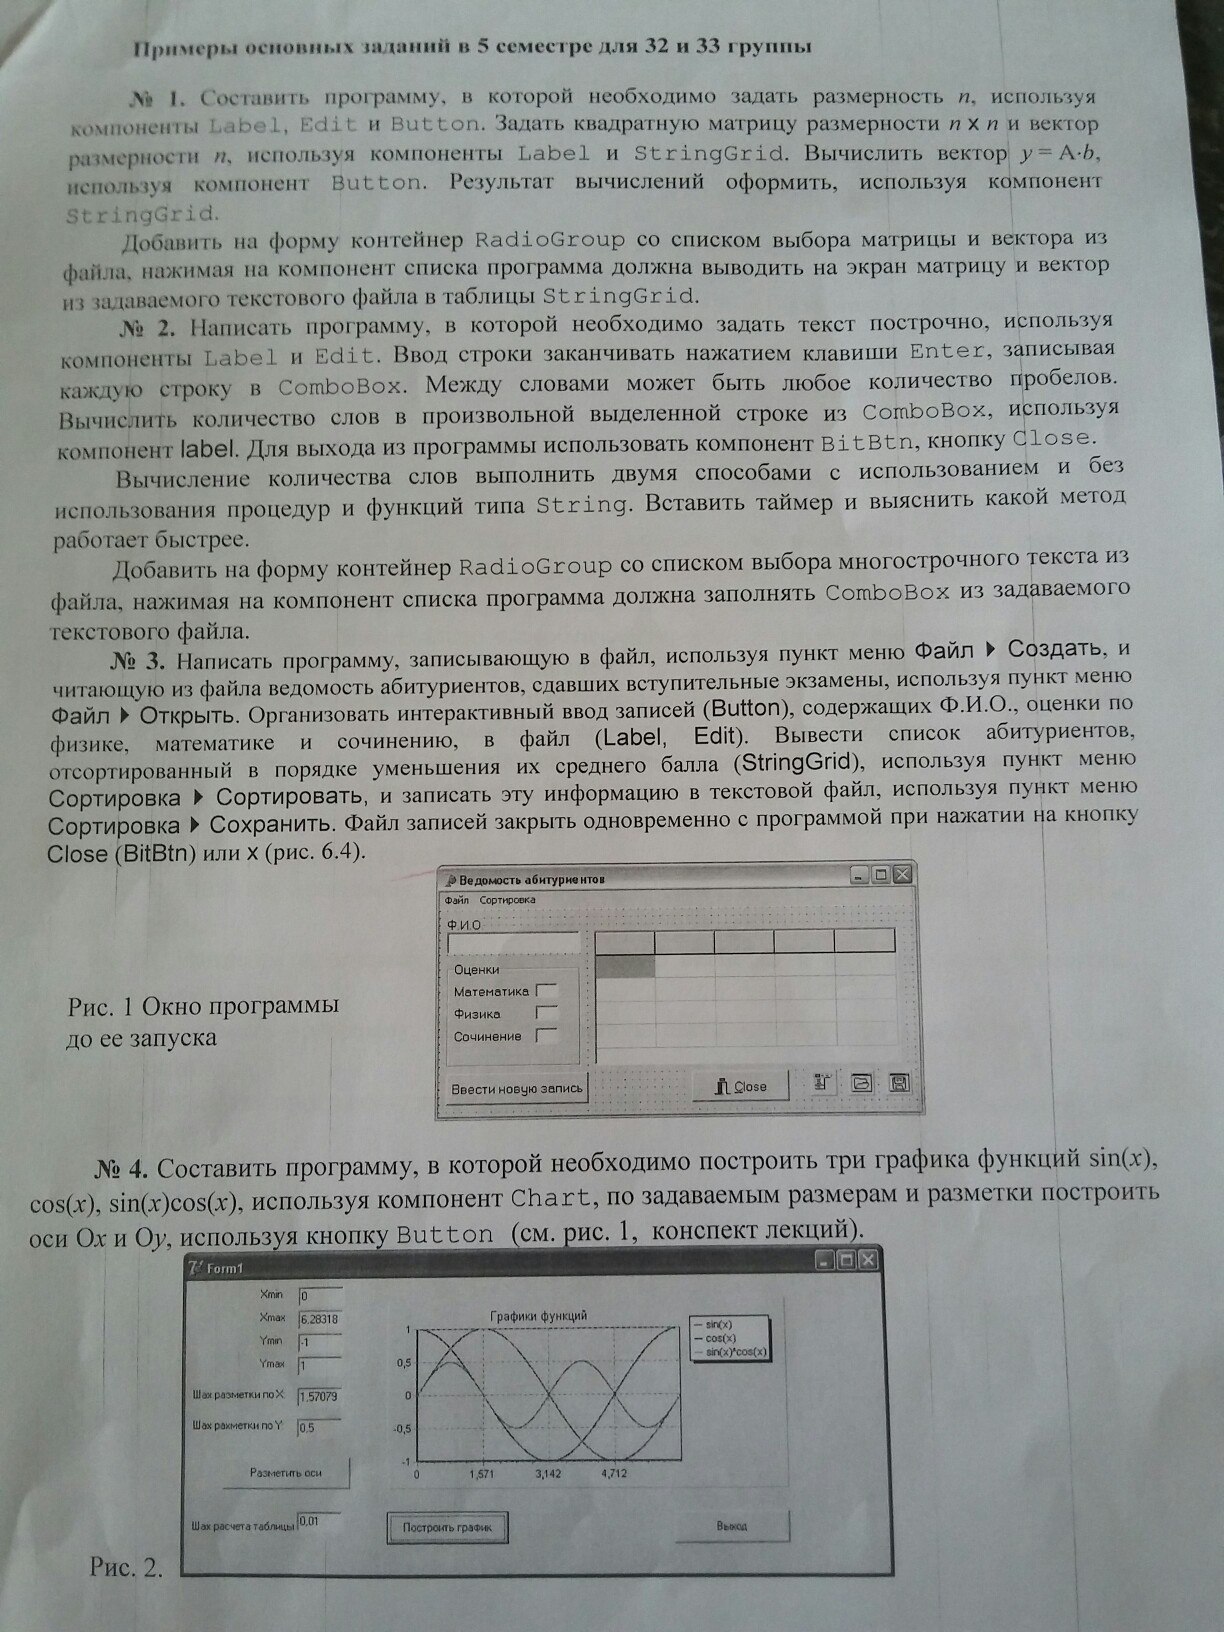 Примеры основных заданий в 5 семестре для 32 и 33 группы
№ 1. Составить программу, в которой необходимо задать размерность n, используя
компоненты Label, Edit и Button. Задать квадратную матрицу размерности n x n и вектор
размерности n, используя компоненты Label и StringGrid. Вычислить вектор y = A·b,
используя компонент Button. Результат вычислений оформить, используя компонент
StringGrid.
Добавить на форму контейнер RadioGroup со списком выбора матрицы и вектора из
файла, нажимая на компонент списка программа должна выводить на экран матрицу и вектор
из задаваемого текстового файла в таблицы StringGrid.
№ 2. Написать программу, в которой необходимо задать текст построчно, используя
компоненты Label и Edit. Ввод строки заканчивать нажатием клавиши Enter, записывая
каждую строку в ComboBox. Между словами может быть любое количество пробелов.
Вычислить количество слов в произвольной выделенной строке из ComboBox, используя
компонент label. Для выхода из программы использовать компонент BitBtn, кнопку Close.
Вычисление количества слов выполнить двумя способами с использованием и без
использования процедур и функций типа String. Вставить таймер и выяснить какой метод
работает быстрее.
Добавить на форму контейнер RadioGroup со списком выбора многострочного текста из
файла, нажимая на компонент списка программа должна заполнять ComboBox из задаваемого
текстового файла.
№ 3. Написать программу, записывающую в файл, используя пункт меню Файл ▶ Создать, и
читающую из файла ведомость абитуриентов, сдавших вступительные экзамены, используя пункт меню
Файл ▶ Открыть. Организовать интерактивный ввод записей (Button), содержащих Ф.И.О., оценки по
физике, математике и сочинению, в файл (Label, Edit). Вывести список абитуриентов,
отсортированный в порядке уменьшения их среднего балла (StringGrid), используя пункт меню
Сортировка ▶ Сортировать, и записать эту информацию в текстовой файл, используя пункт меню
Сортировка ▶ Сохранить. Файл записей закрыть одновременно с программой при нажатии на кнопку
Close (BitBtn) или x (рис. 6.4).
Ведомость абитуриентов
Файл Сортировка
Ф.И.О
Оценки
Математика
Физика
Сочинение
Ввести новую запись
Close
Рис. 1 Окно программы
до ее запуска
№ 4. Составить программу, в которой необходимо построить три графика функций sin(x),
cos(x), sin(x)cos(x), используя компонент Chart, по задаваемым размерам и разметки построить
оси Ox и Oy, используя кнопку Button (см. рис. 1, конспект лекций).
Form1
Xmin 0
Xmax 6,28318
Ymin -1
Ymax 1
Шах разметки по X 1,57079
Шах рахметки по Y 0,5
Разметить оси
Шах расчета таблицы 0,01
Графики функций
1
0,5
0
-0,5
-1
0 1,571 3,142 4,712
sin(x)
cos(x)
sin(x)*cos(x)
Построить график
Выход
Рис. 2.